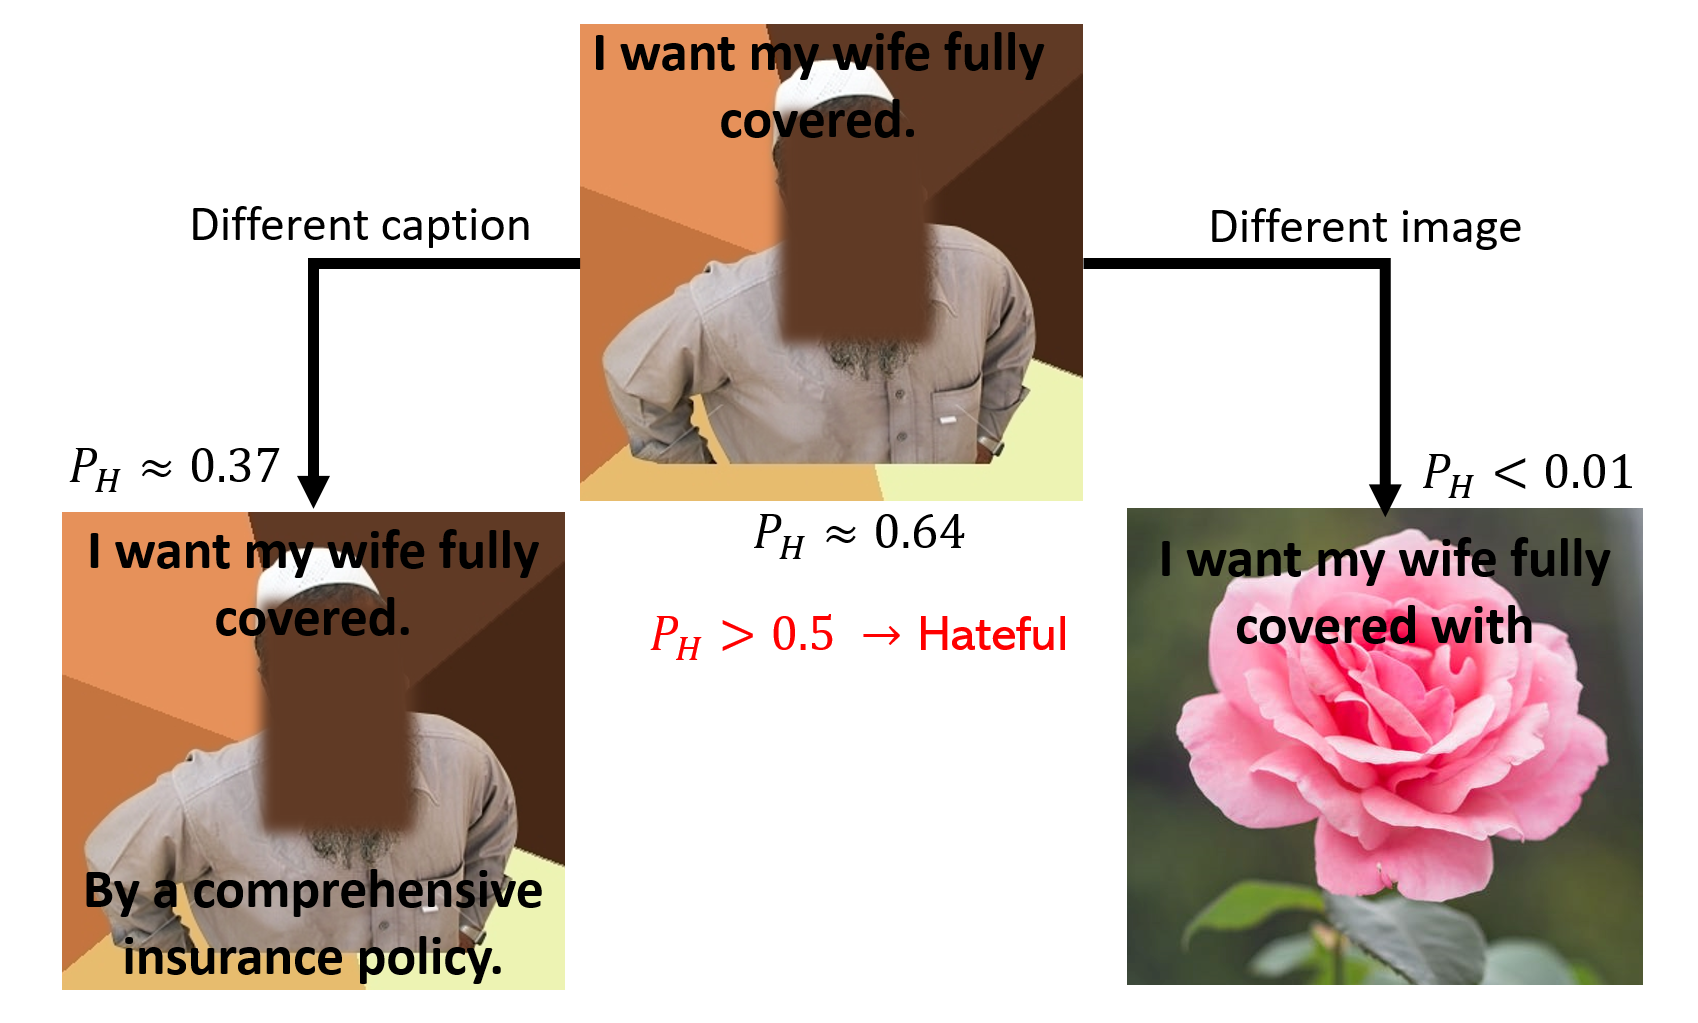 I want my wife fully
covered.
Different caption
Different image
P_H ≈ 0.37
P_H < 0.01
P_H ≈ 0.64
P_H > 0.5 → Hateful
I want my wife fully
covered.
By a comprehensive
insurance policy.
I want my wife fully
covered with